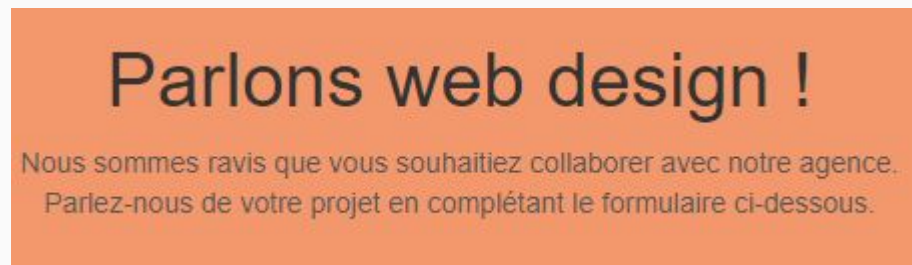 Parlons web design !
Nous sommes ravis que vous souhaitiez collaborer avec notre agence.
Parlez-nous de votre projet en complétant le formulaire ci-dessous.